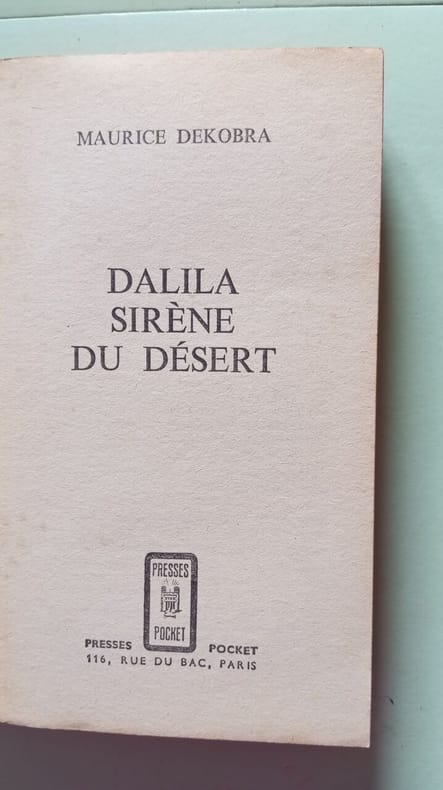 MAURICE DEKOBRA
DALILA
SIRÈNE
DU DÉSERT
PRESSES
POCKET
PRESSES POCKET
116, RUE DU BAC, PARIS